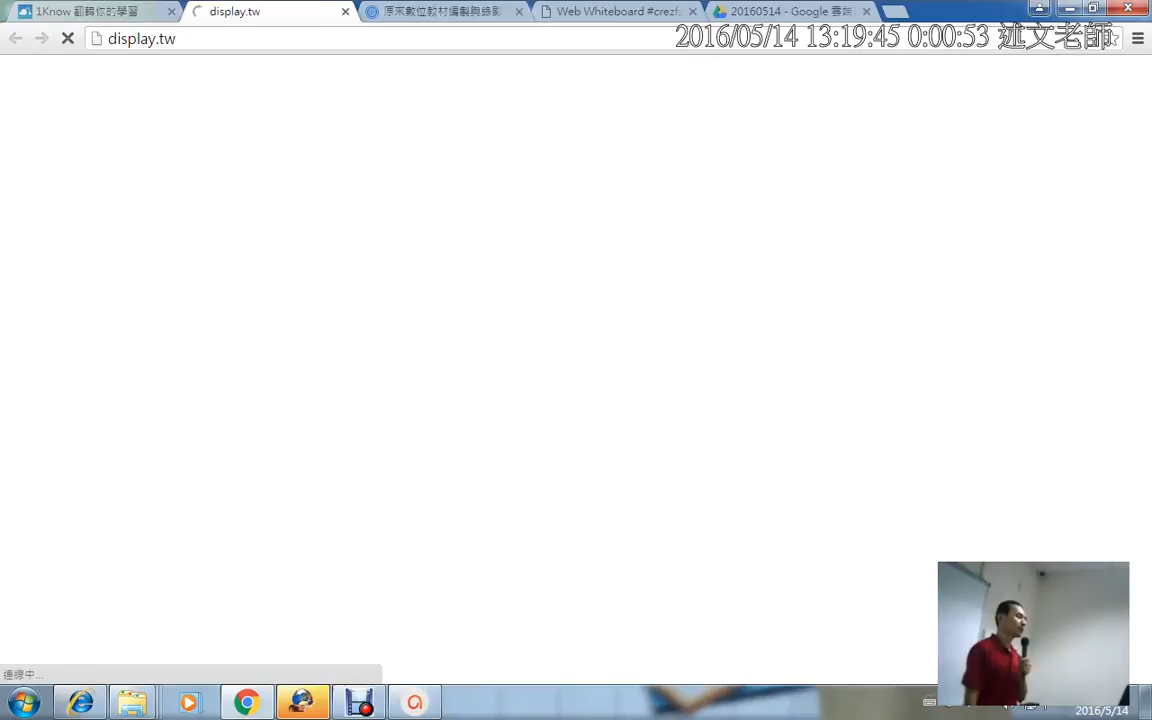 1Know 翻轉你的學習
display.tw
原來數位教材編製與錄影
Web Whiteboard #crezf
20160514 - Google 雲端
display.tw
2016/05/14 13:19:45 0:00:53 述文老師
連線中...
2016/5/14